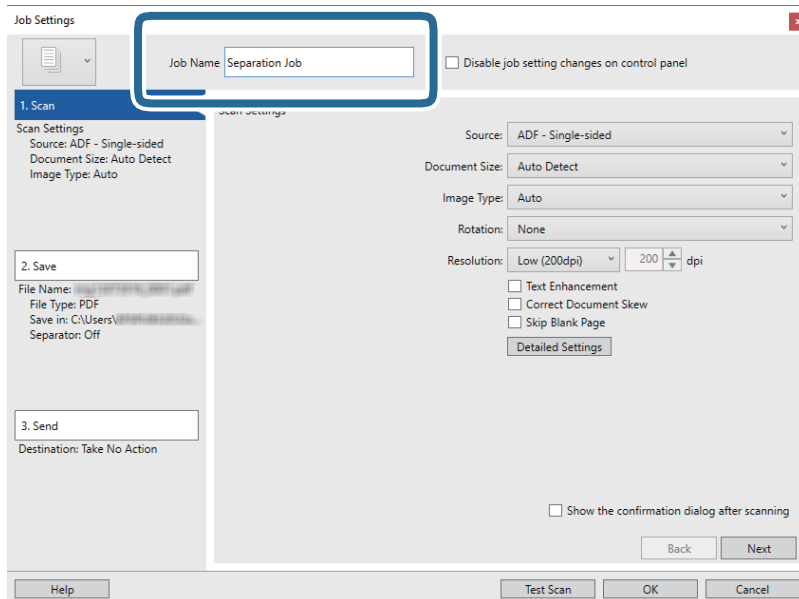 Job Settings
Job Name Separation Job
Disable job setting changes on control panel
1. Scan
Scan Settings
Source: ADF - Single-sided
Document Size: Auto Detect
Image Type: Auto
2. Save
File Name:
File Type: PDF
Save in: C:\Users\
Separator: Off
3. Send
Destination: Take No Action
Scan Settings
Source: ADF - Single-sided
Document Size: Auto Detect
Image Type: Auto
Rotation: None
Resolution: Low (200dpi) 200 dpi
Text Enhancement
Correct Document Skew
Skip Blank Page
Detailed Settings
Show the confirmation dialog after scanning
Back Next
Help Test Scan OK Cancel